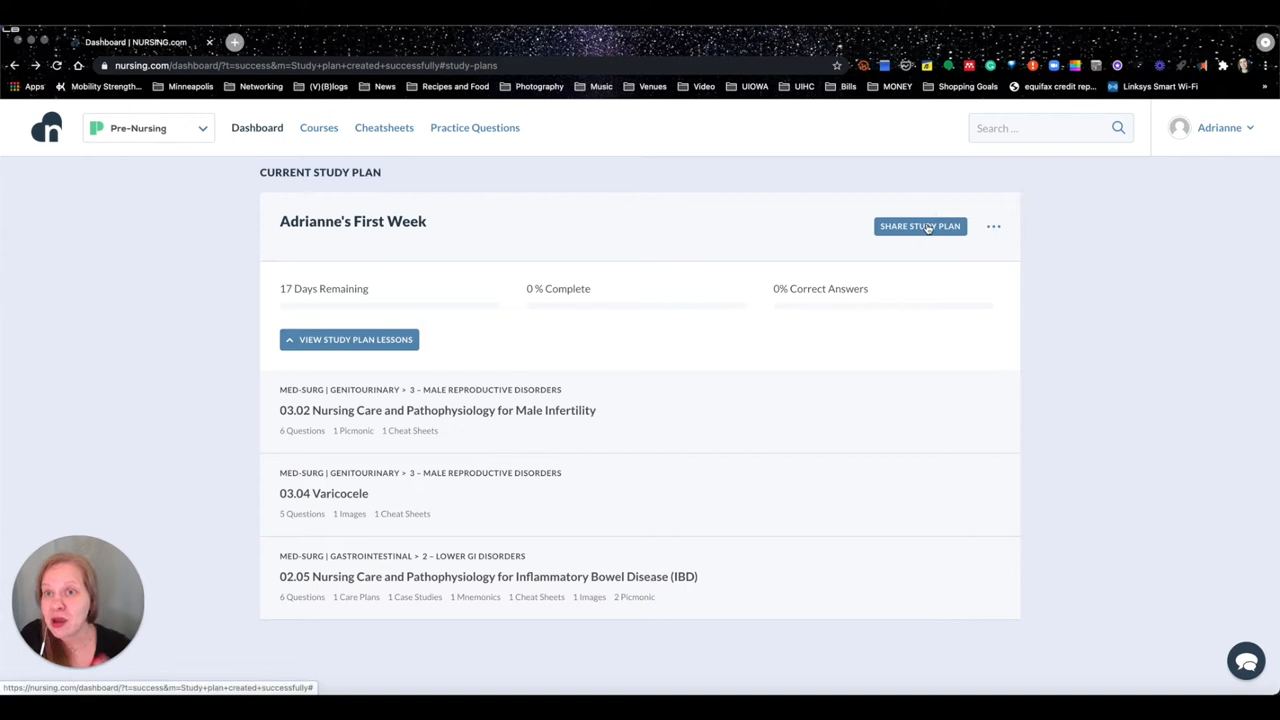 Dashboard | NURSING.com
nursing.com/dashboard/?t=success&m=Study+plan+created+successfully#study-plans
Apps Mobility Strength... Minneapolis Networking (V)(B)logs News Recipes and Food Photography Music Venues Video UIOWA UIHC Bills MONEY Shopping Goals equifax credit rep... Linksys Smart Wi-Fi »
Pre-Nursing Dashboard Courses Cheatsheets Practice Questions Search ... Adrianne
CURRENT STUDY PLAN
Adrianne's First Week
SHARE STUDY PLAN
17 Days Remaining 0 % Complete 0% Correct Answers
VIEW STUDY PLAN LESSONS
MED-SURG | GENITOURINARY > 3 – MALE REPRODUCTIVE DISORDERS
03.02 Nursing Care and Pathophysiology for Male Infertility
6 Questions 1 Picmonic 1 Cheat Sheets
MED-SURG | GENITOURINARY > 3 – MALE REPRODUCTIVE DISORDERS
03.04 Varicocele
5 Questions 1 Images 1 Cheat Sheets
MED-SURG | GASTROINTESTINAL > 2 – LOWER GI DISORDERS
02.05 Nursing Care and Pathophysiology for Inflammatory Bowel Disease (IBD)
6 Questions 1 Care Plans 1 Case Studies 1 Mnemonics 1 Cheat Sheets 1 Images 2 Picmonic
https://nursing.com/dashboard/?t=success&m=Study+plan+created+successfully#